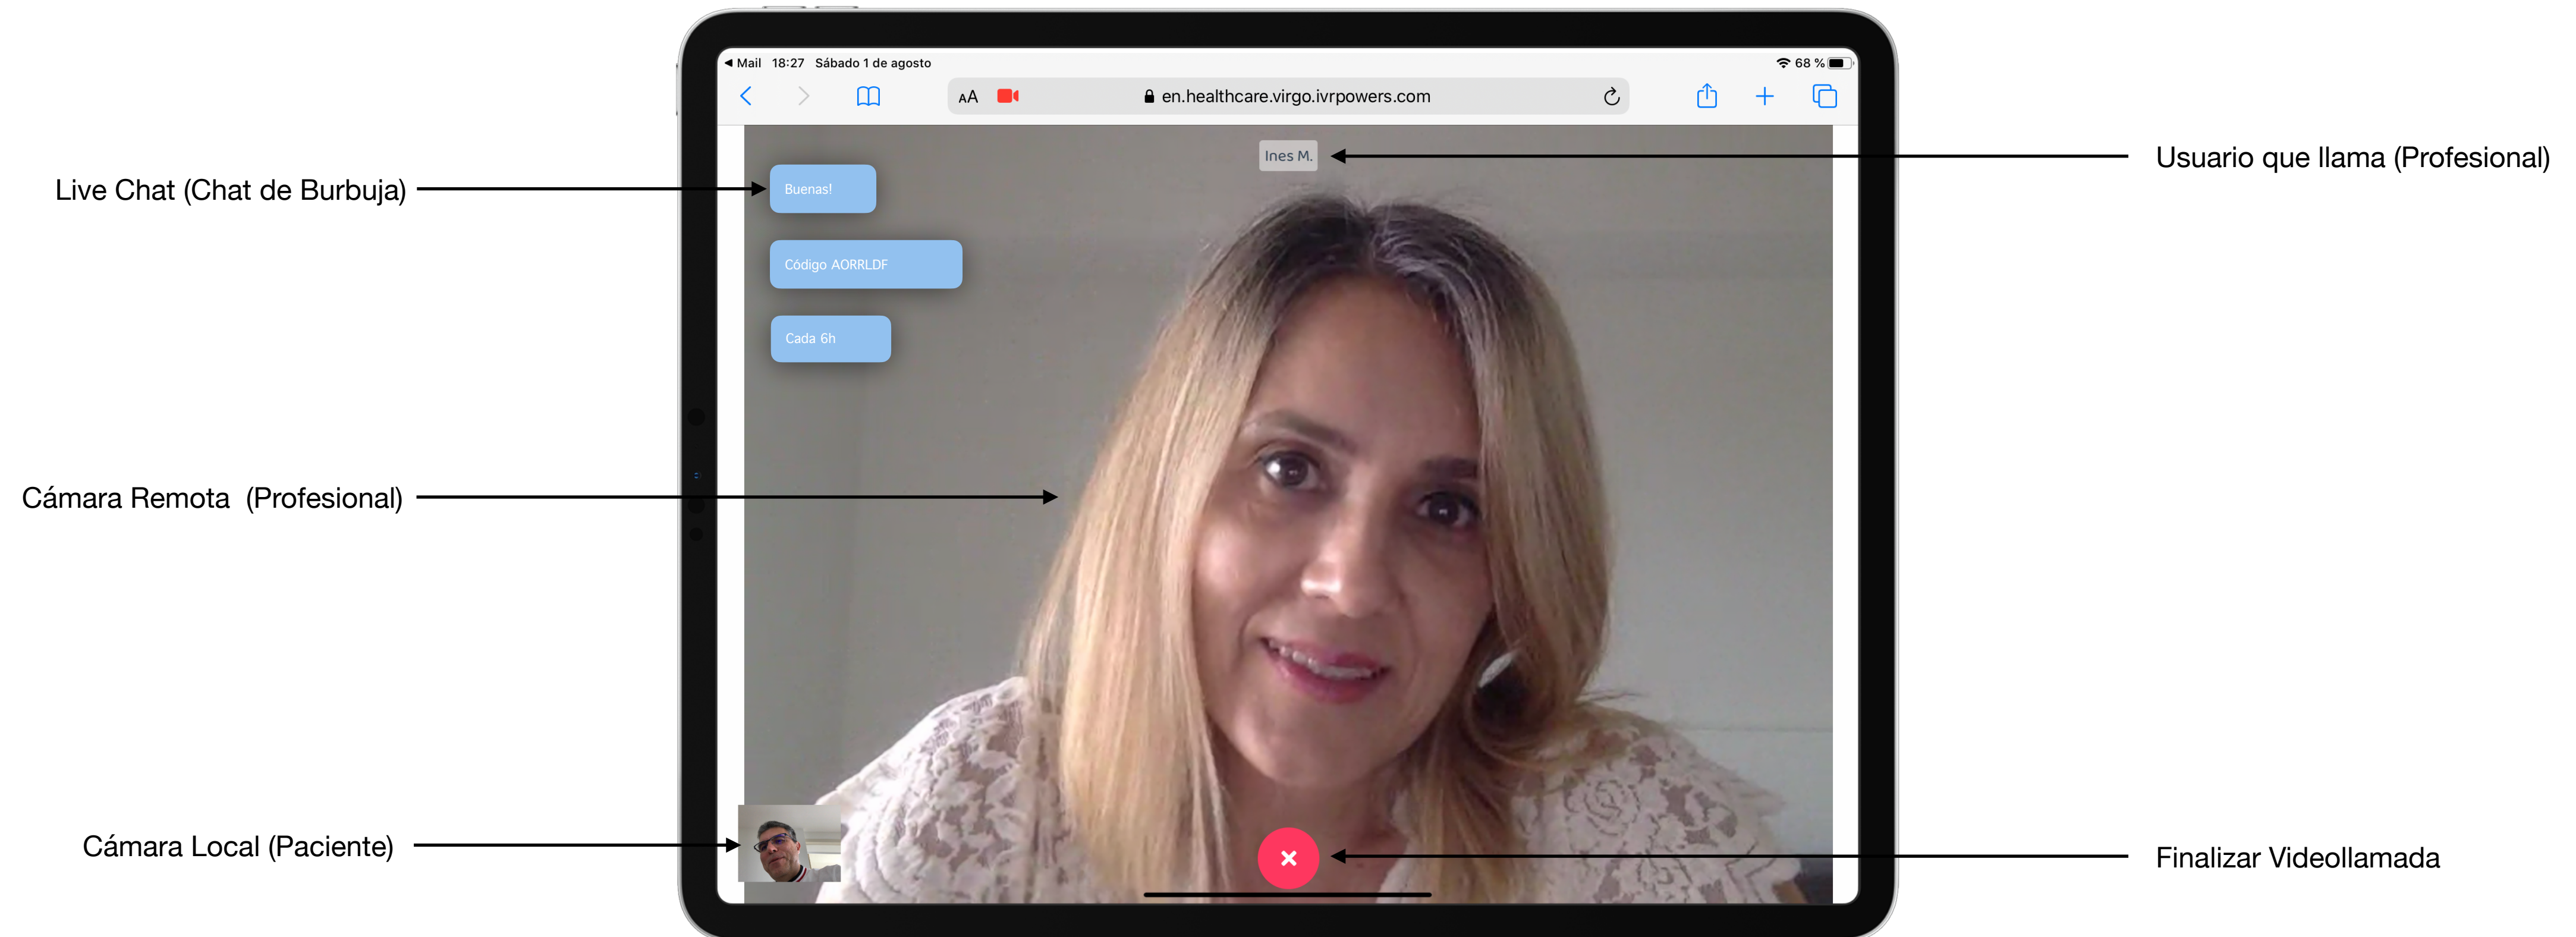 Mail 18:27 Sábado 1 de agosto
68 %
AA
en.healthcare.virgo.ivrpowers.com
Ines M.
Usuario que llama (Profesional)
Live Chat (Chat de Burbuja)
Buenas!
Código AORRLDF
Cada 6h
Cámara Remota (Profesional)
Cámara Local (Paciente)
Finalizar Videollamada